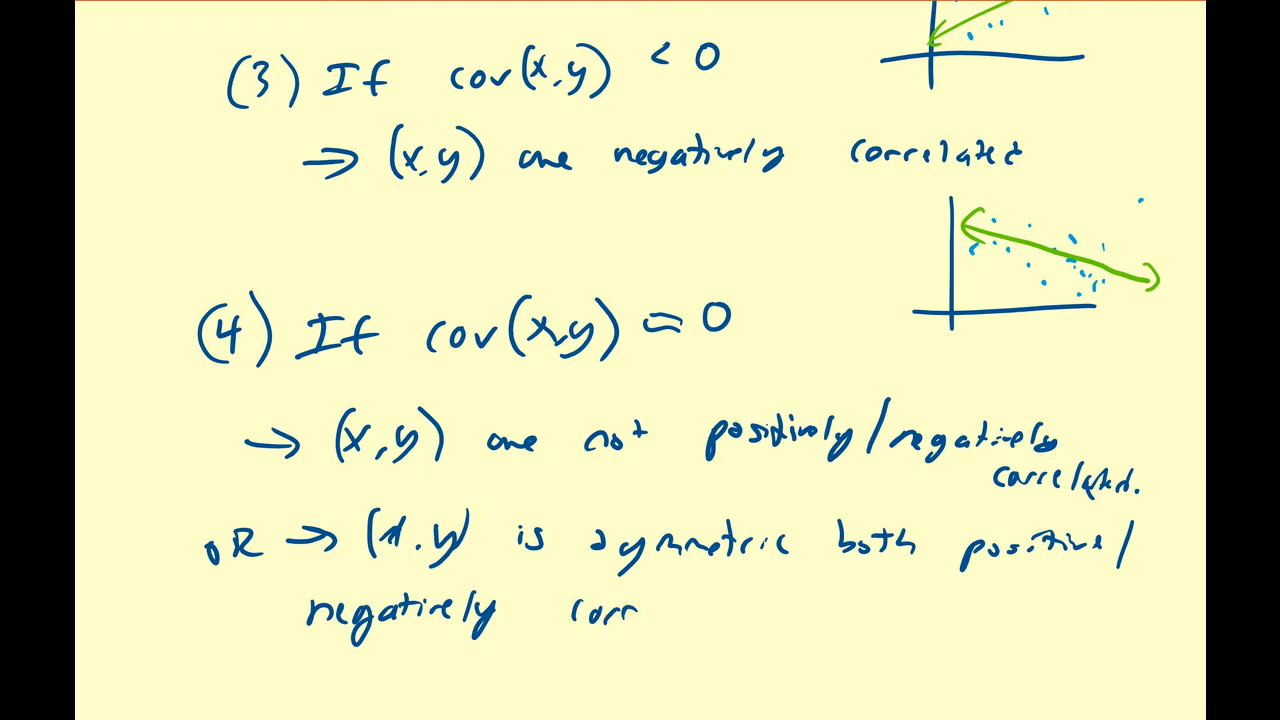 (3) If cov(x,y) < 0
⇒ (x,y) are negatively correlated
(4) If cov(x,y) = 0
→ (x,y) are not positively/negatively
correlated.
OR → (x,y) is symmetric both positive/
negatively corr